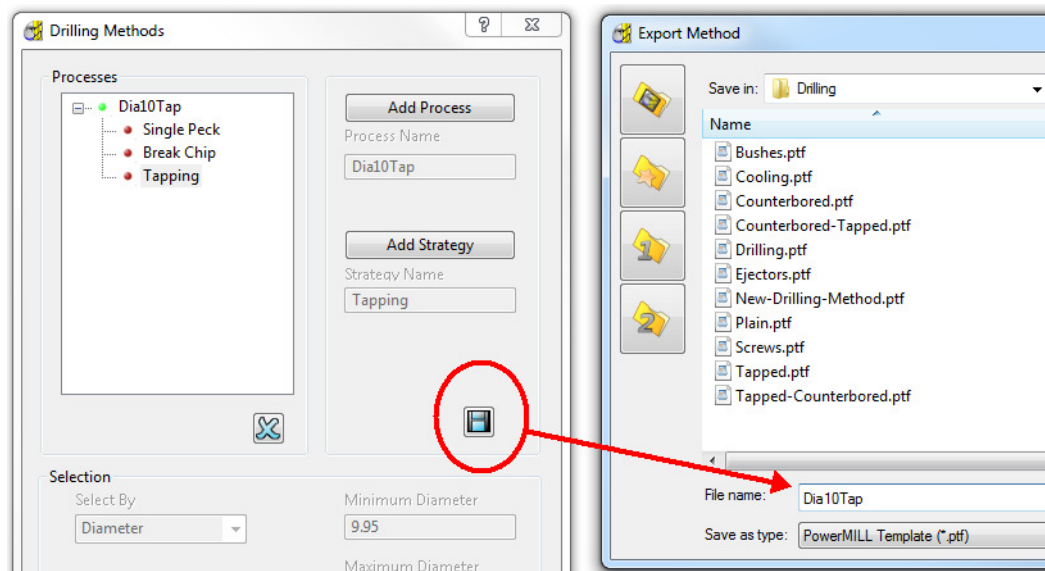 Drilling Methods
Processes
Dia10Tap
Single Peck
Break Chip
Tapping
Add Process
Process Name
Dia10Tap
Add Strategy
Strategy Name
Tapping
Selection
Select By
Diameter
Minimum Diameter
9.95
Maximum Diameter
Export Method
Save in: Drilling
Name
Bushes.ptf
Cooling.ptf
Counterbored.ptf
Counterbored-Tapped.ptf
Drilling.ptf
Ejectors.ptf
New-Drilling-Method.ptf
Plain.ptf
Screws.ptf
Tapped.ptf
Tapped-Counterbored.ptf
1
2
File name: Dia10Tap
Save as type: PowerMILL Template (*.ptf)